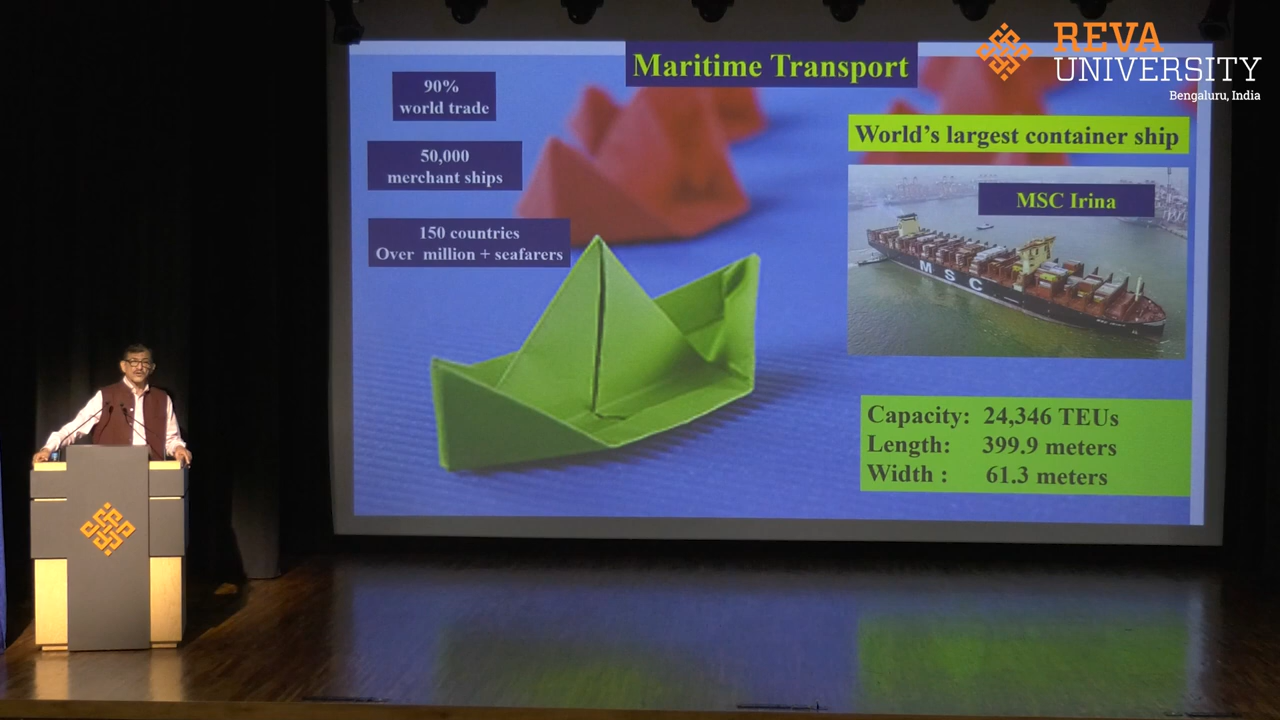 REVA
UNIVERSITY
Bengaluru, India
Maritime Transport
90%
world trade
50,000
merchant ships
150 countries
Over million + seafarers
World's largest container ship
MSC Irina
MSC
Capacity: 24,346 TEUs
Length: 399.9 meters
Width : 61.3 meters